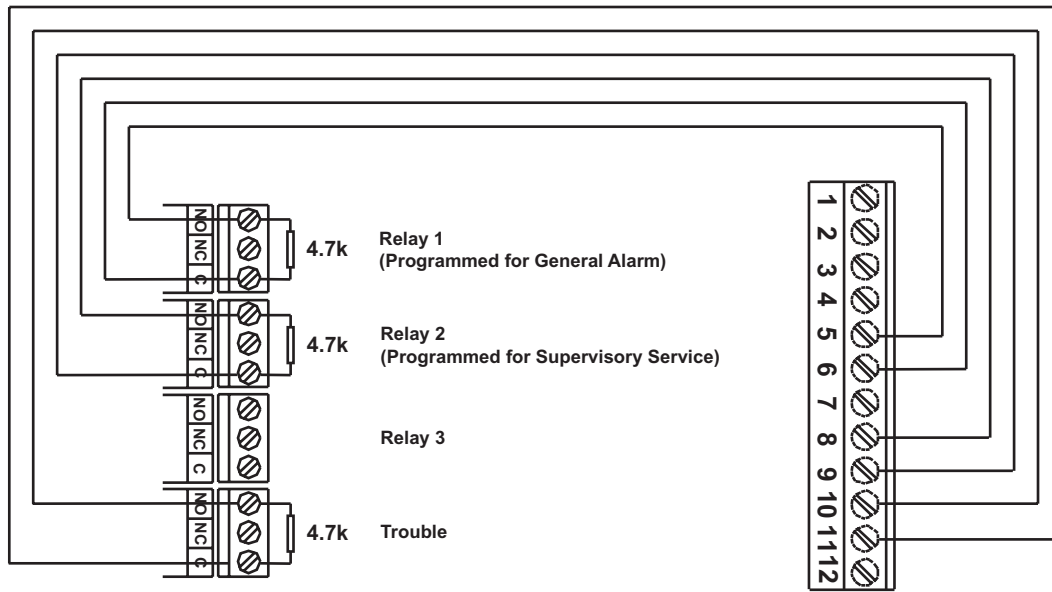 NO
NC
C
4.7k
Relay 1
(Programmed for General Alarm)
NO
NC
C
4.7k
Relay 2
(Programmed for Supervisory Service)
NO
NC
C
Relay 3
NO
NC
C
4.7k
Trouble
1
2
3
4
5
6
7
8
9
10
11
12